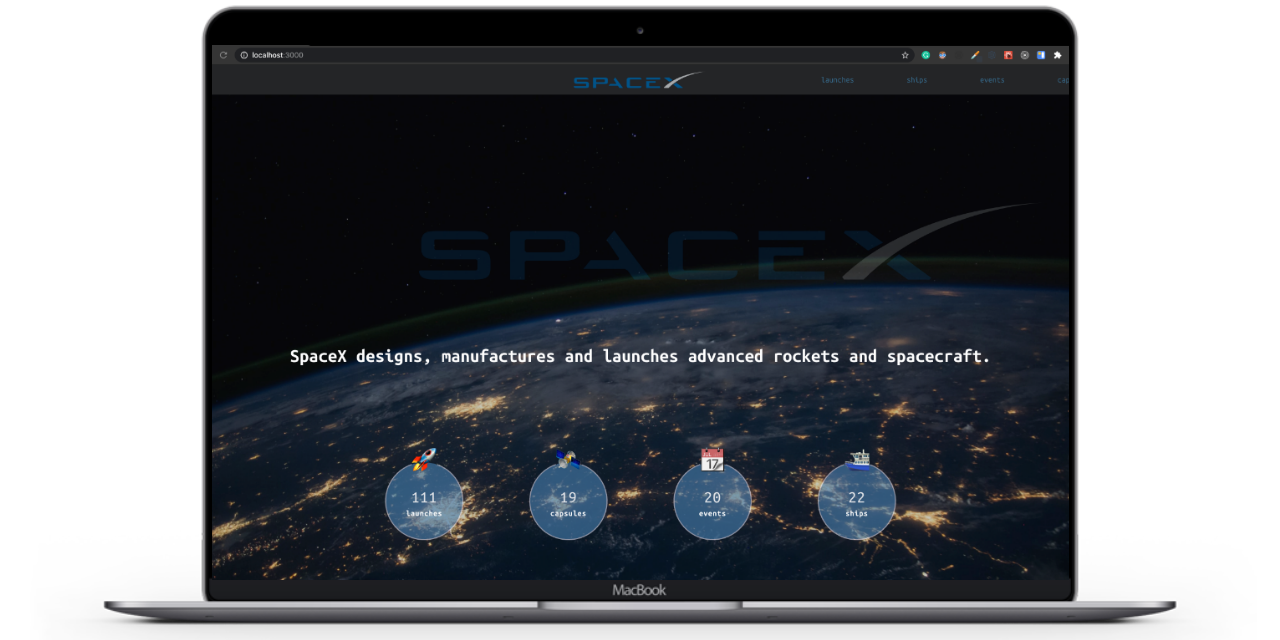 localhost:3000
SPACEX
launches ships events cap
SPACEX
SpaceX designs, manufactures and launches advanced rockets and spacecraft.
17
111 19 20 22
launches capsules events ships
MacBook